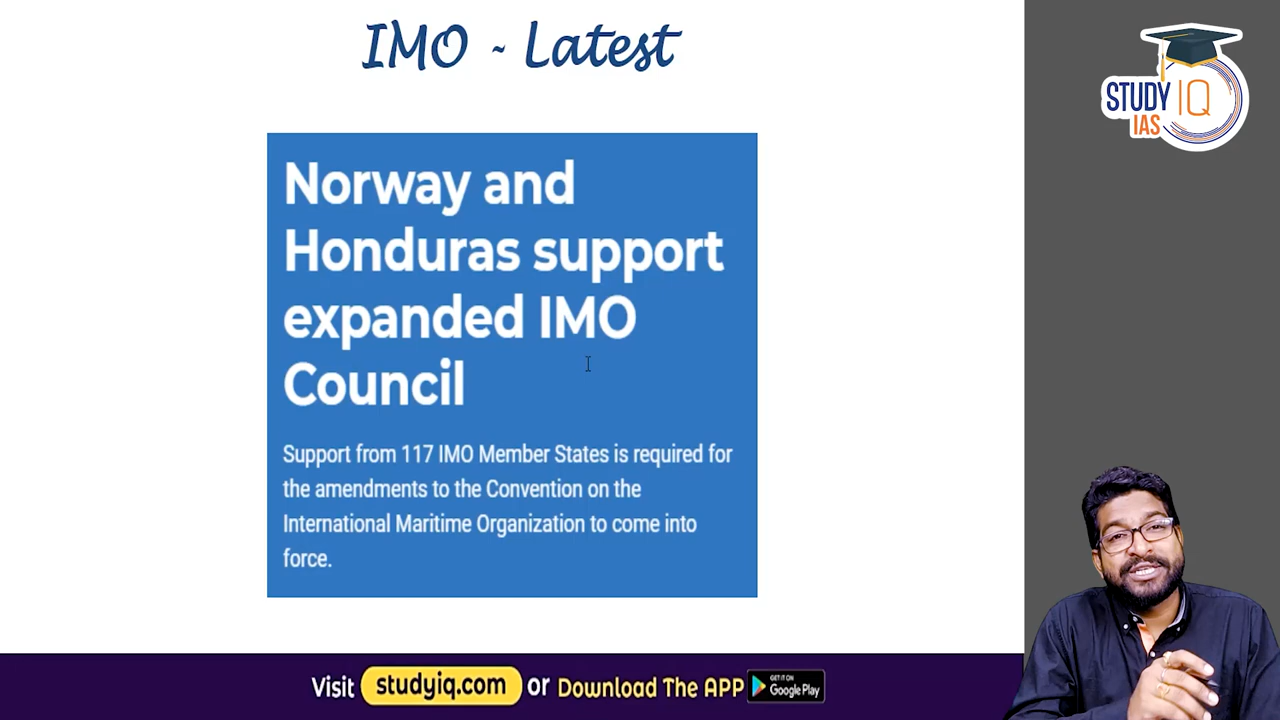 IMO - Latest
Norway and
Honduras support
expanded IMO
Council
Support from 117 IMO Member States is required for
the amendments to the Convention on the
International Maritime Organization to come into
force.
STUDY IQ
IAS
Visit studyiq.com or Download The APP GET IT ON
Google Play